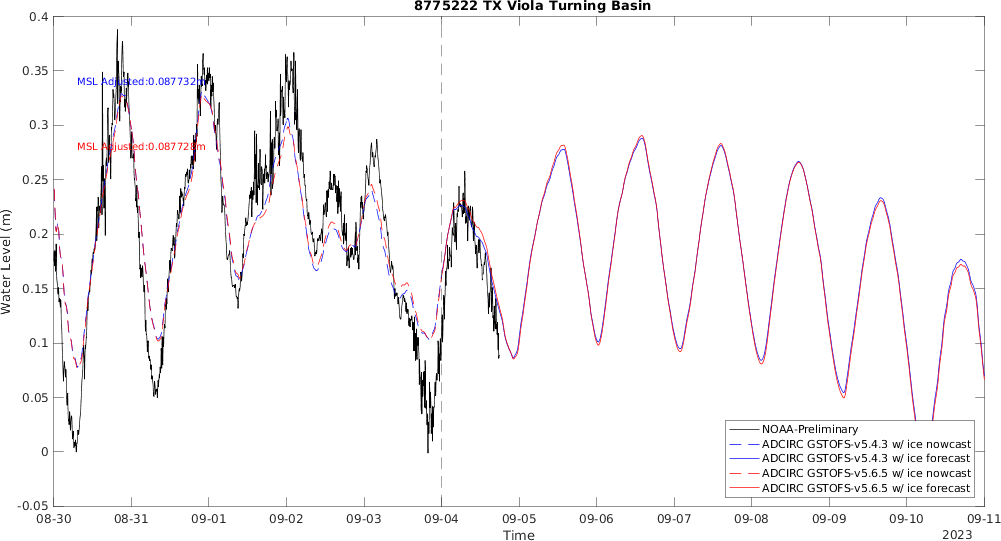 8775222 TX Viola Turning Basin
0.4
0.35
0.3
0.25
0.2
0.15
0.1
0.05
0
-0.05
Water Level (m)
MSL Adjusted:0.087732m
MSL Adjusted:0.087728m
NOAA-Preliminary
ADCIRC GSTOFS-v5.4.3 w/ ice nowcast
ADCIRC GSTOFS-v5.4.3 w/ ice forecast
ADCIRC GSTOFS-v5.6.5 w/ ice nowcast
ADCIRC GSTOFS-v5.6.5 w/ ice forecast
08-30 08-31 09-01 09-02 09-03 09-04 09-05 09-06 09-07 09-08 09-09 09-10 09-11
Time
2023